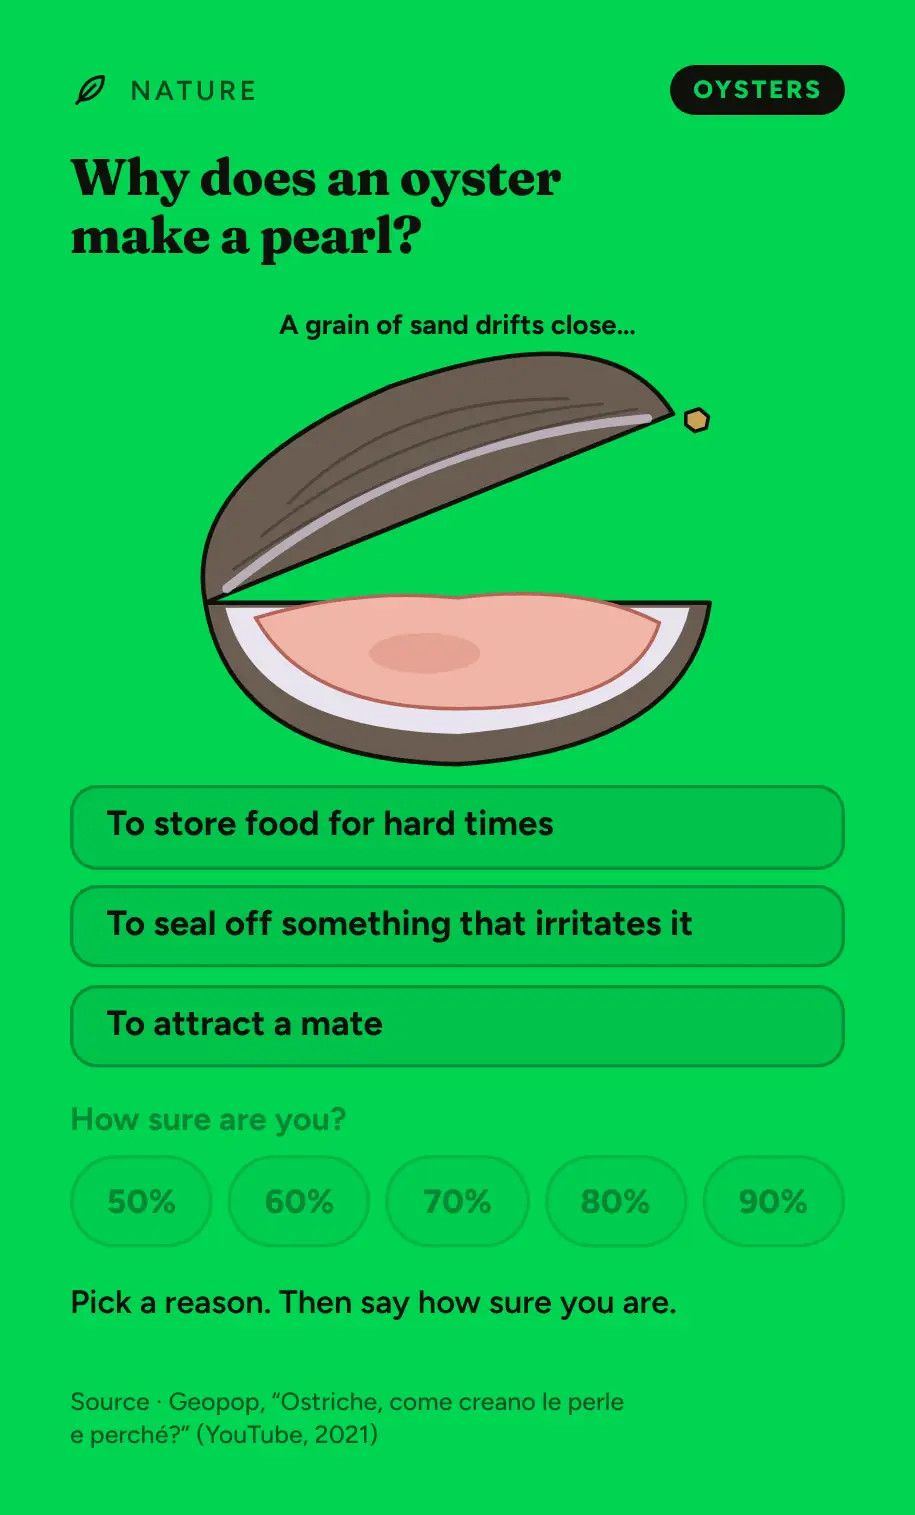 NATURE
OYSTERS
Why does an oyster
make a pearl?
A grain of sand drifts close...
To store food for hard times
To seal off something that irritates it
To attract a mate
How sure are you?
50% 60% 70% 80% 90%
Pick a reason. Then say how sure you are.
Source · Geopop, “Ostriche, come creano le perle
e perché?” (YouTube, 2021)